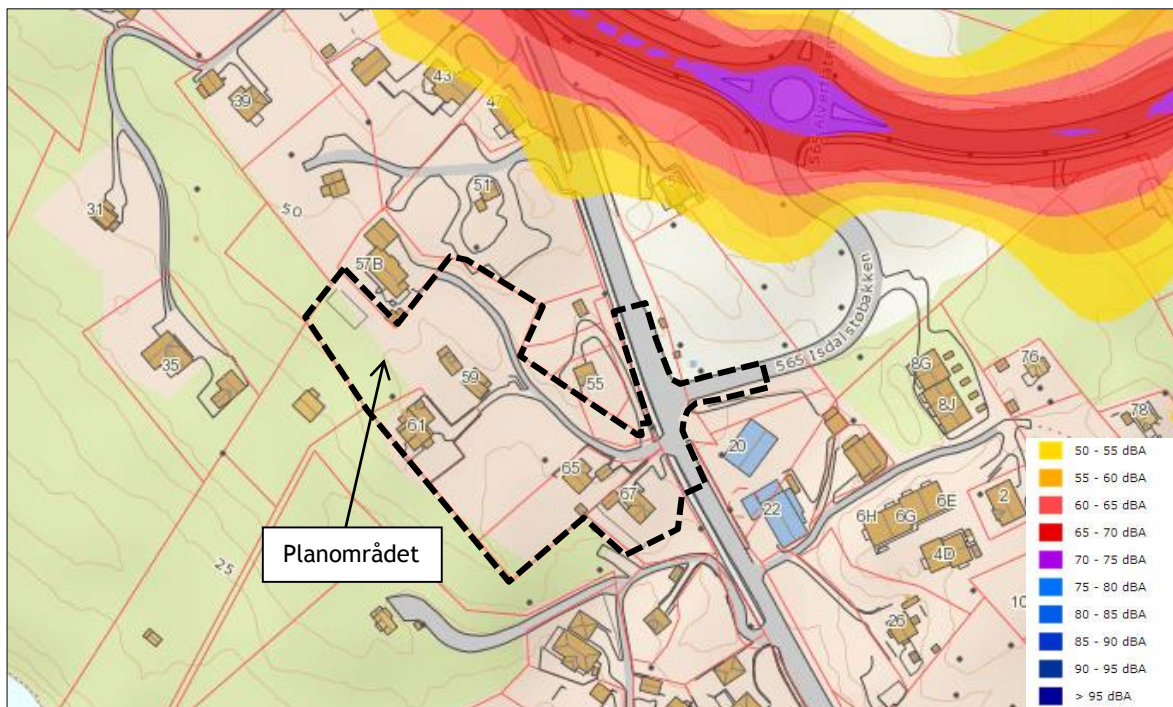 39
43
47
565 Alverfloten
31
51
50
57B
35
59
55
565 Isdalstøbakken
61
8G
8J
76
78
20
65
67
22
6H
6G
6E
2
4D
25
10
26
Planområdet
50 - 55 dBA
55 - 60 dBA
60 - 65 dBA
65 - 70 dBA
70 - 75 dBA
75 - 80 dBA
80 - 85 dBA
85 - 90 dBA
90 - 95 dBA
> 95 dBA